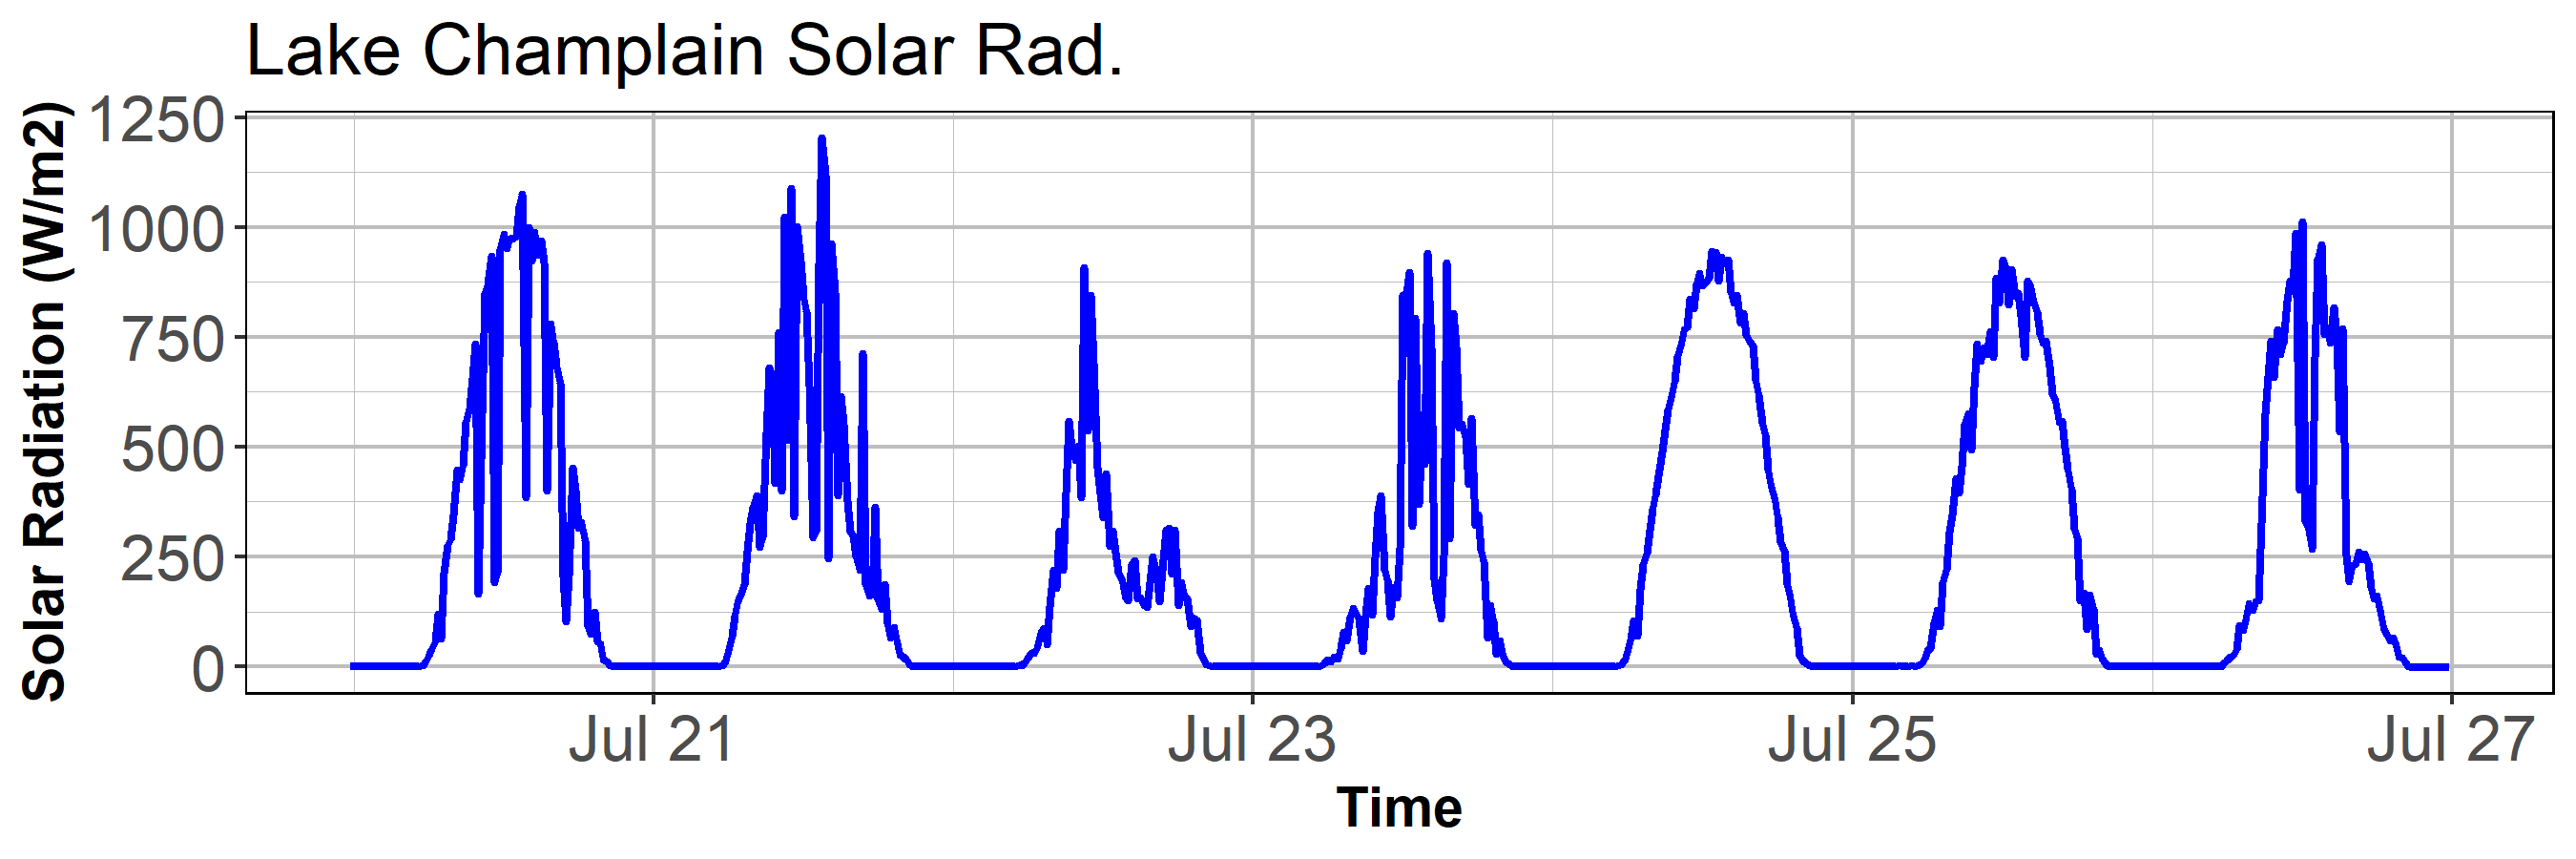 Lake Champlain Solar Rad.
Solar Radiation (W/m2)
1250
1000
750
500
250
0
Jul 21
Jul 23
Jul 25
Jul 27
Time